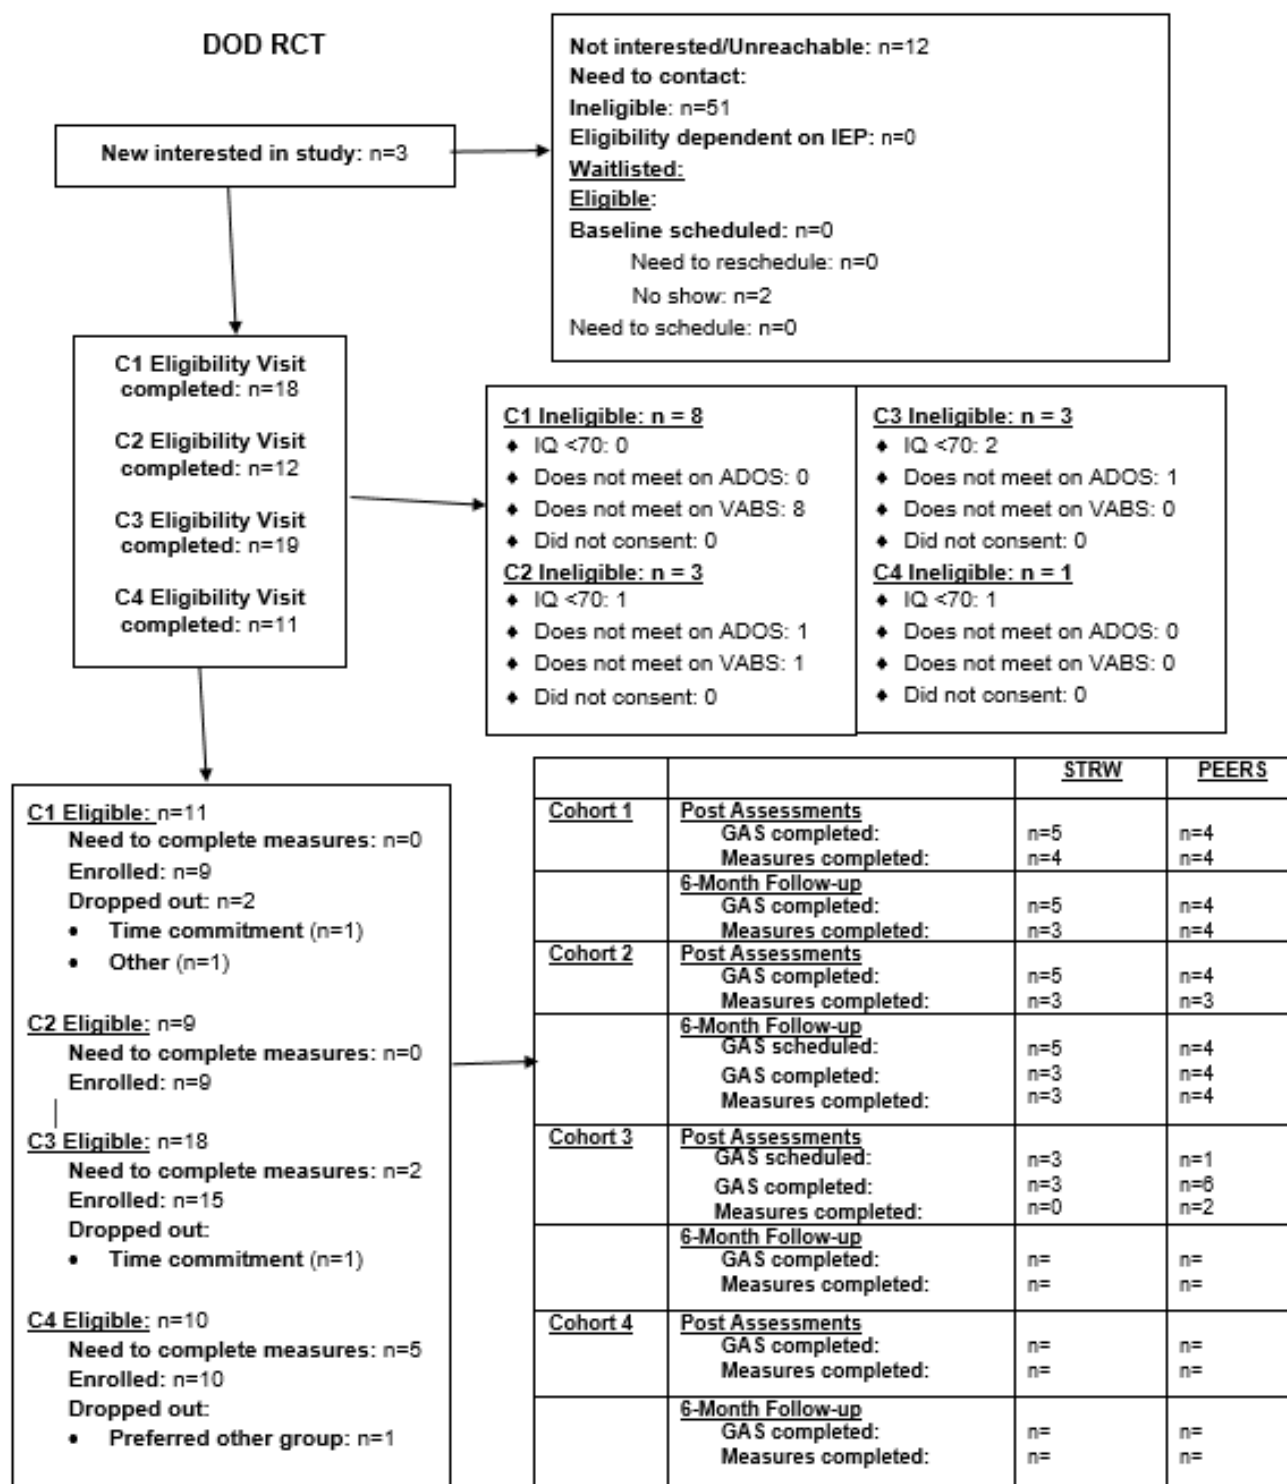 DOD RCT
Not interested/Unreachable: n=12
Need to contact:
Ineligible: n=51
Eligibility dependent on IEP: n=0
Waitlisted:
Eligible:
Baseline scheduled: n=0
Need to reschedule: n=0
No show: n=2
Need to schedule: n=0
New interested in study: n=3
C1 Eligibility Visit
completed: n=18
C2 Eligibility Visit
completed: n=12
C3 Eligibility Visit
completed: n=19
C4 Eligibility Visit
completed: n=11
C1 Ineligible: n = 8
♦ IQ <70: 0
♦ Does not meet on ADOS: 0
♦ Does not meet on VABS: 8
♦ Did not consent: 0
C2 Ineligible: n = 3
♦ IQ <70: 1
♦ Does not meet on ADOS: 1
♦ Does not meet on VABS: 1
♦ Did not consent: 0
C3 Ineligible: n = 3
♦ IQ <70: 2
♦ Does not meet on ADOS: 1
♦ Does not meet on VABS: 0
♦ Did not consent: 0
C4 Ineligible: n = 1
♦ IQ <70: 1
♦ Does not meet on ADOS: 0
♦ Does not meet on VABS: 0
♦ Did not consent: 0
C1 Eligible: n=11
Need to complete measures: n=0
Enrolled: n=9
Dropped out: n=2
• Time commitment (n=1)
• Other (n=1)
C2 Eligible: n=9
Need to complete measures: n=0
Enrolled: n=9
C3 Eligible: n=18
Need to complete measures: n=2
Enrolled: n=15
Dropped out:
• Time commitment (n=1)
C4 Eligible: n=10
Need to complete measures: n=5
Enrolled: n=10
Dropped out:
• Preferred other group: n=1
STRW PEERS
Cohort 1 Post Assessments
GAS completed: n=5 n=4
Measures completed: n=4 n=4
6-Month Follow-up
GAS completed: n=5 n=4
Measures completed: n=3 n=4
Cohort 2 Post Assessments
GAS completed: n=5 n=4
Measures completed: n=3 n=3
6-Month Follow-up
GAS scheduled: n=5 n=4
GAS completed: n=3 n=4
Measures completed: n=3 n=4
Cohort 3 Post Assessments
GAS scheduled: n=3 n=1
GAS completed: n=3 n=6
Measures completed: n=0 n=2
6-Month Follow-up
GAS completed: n= n=
Measures completed: n= n=
Cohort 4 Post Assessments
GAS completed: n= n=
Measures completed: n= n=
6-Month Follow-up
GAS completed: n= n=
Measures completed: n= n=